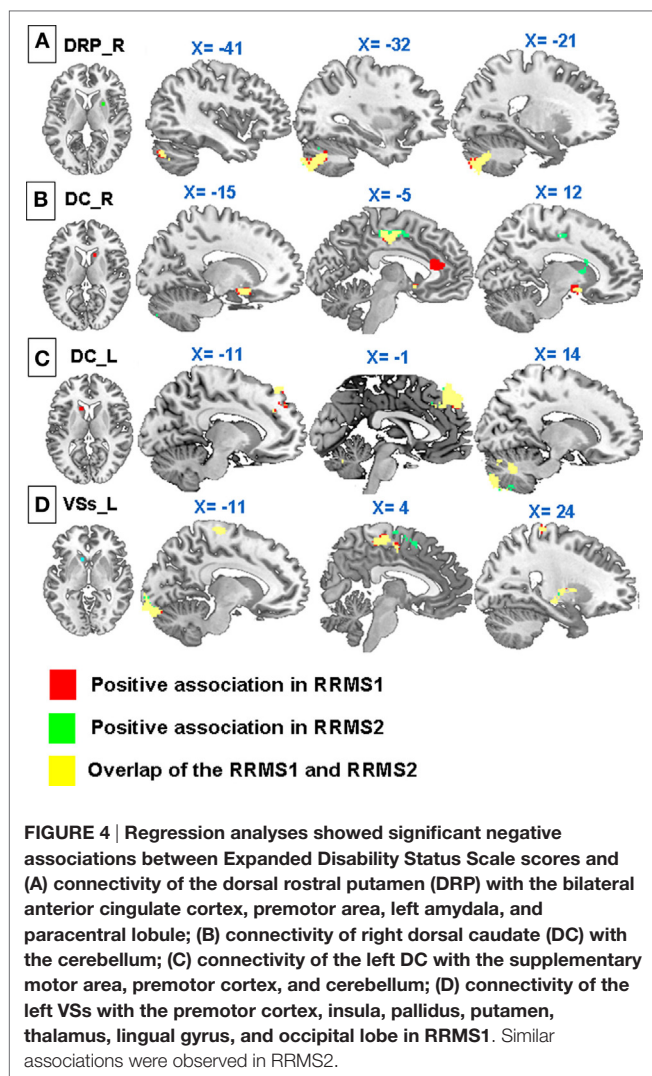 A DRP_R X= -41 X= -32 X= -21
B DC_R X= -15 X= -5 X= 12
C DC_L X= -11 X= -1 X= 14
D VSs_L X= -11 X= 4 X= 24
Positive association in RRMS1
Positive association in RRMS2
Overlap of the RRMS1 and RRMS2
FIGURE 4 | Regression analyses showed significant negative
associations between Expanded Disability Status Scale scores and
(A) connectivity of the dorsal rostral putamen (DRP) with the bilateral
anterior cingulate cortex, premotor area, left amydala, and
paracentral lobule; (B) connectivity of right dorsal caudate (DC) with
the cerebellum; (C) connectivity of the left DC with the supplementary
motor area, premotor cortex, and cerebellum; (D) connectivity of the
left VSs with the premotor cortex, insula, pallidus, putamen,
thalamus, lingual gyrus, and occipital lobe in RRMS1. Similar
associations were observed in RRMS2.